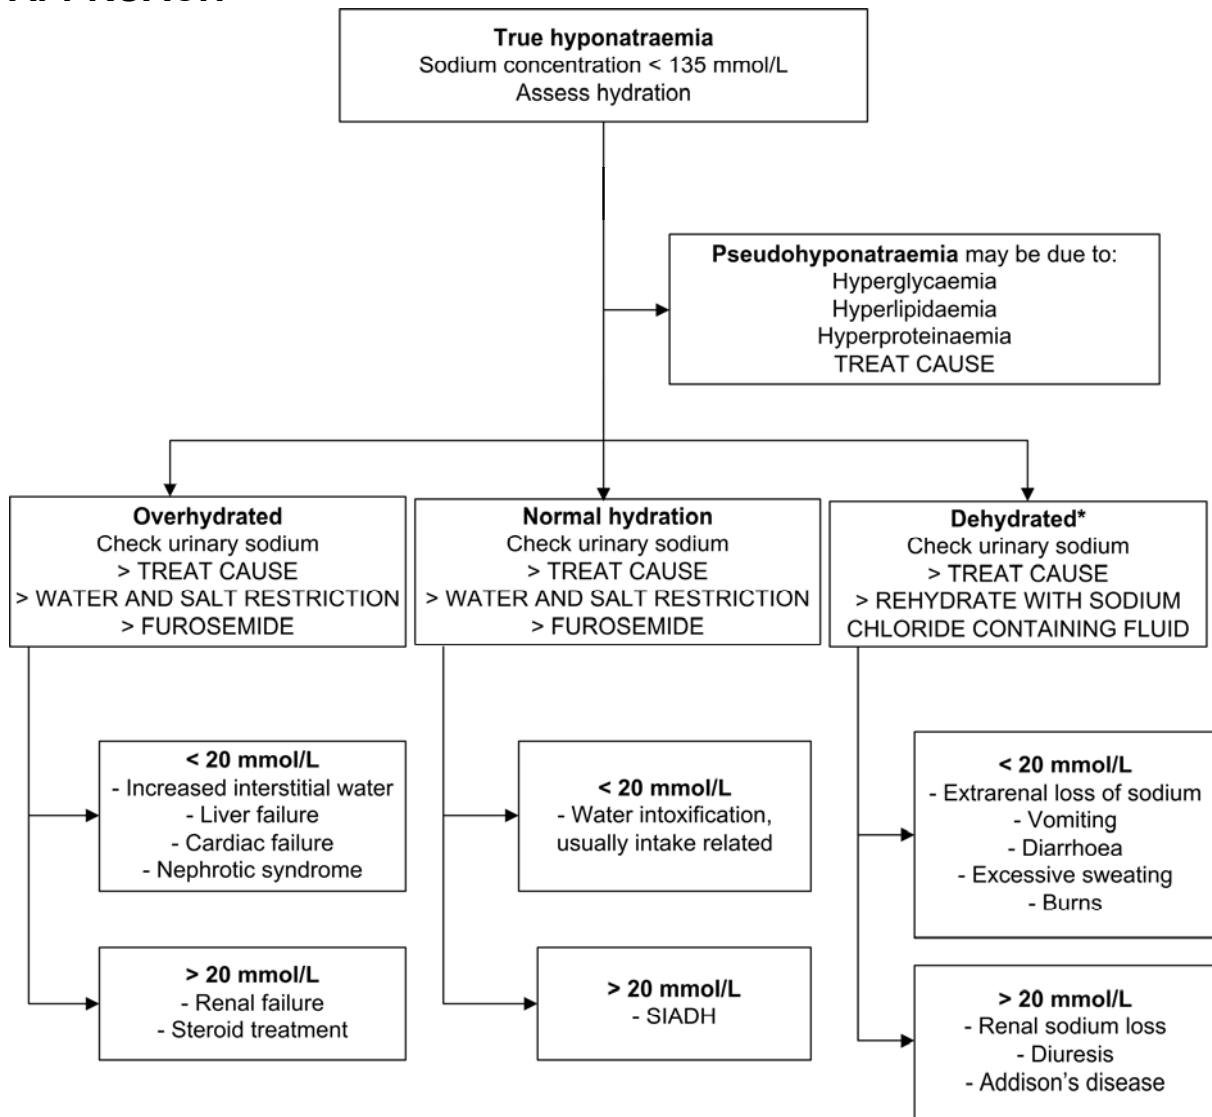 True hyponatraemia
Sodium concentration < 135 mmol/L
Assess hydration
Pseudohyponatraemia may be due to:
Hyperglycaemia
Hyperlipidaemia
Hyperproteinaemia
TREAT CAUSE
Overhydrated
Check urinary sodium
> TREAT CAUSE
> WATER AND SALT RESTRICTION
> FUROSEMIDE
Normal hydration
Check urinary sodium
> TREAT CAUSE
> WATER AND SALT RESTRICTION
> FUROSEMIDE
Dehydrated*
Check urinary sodium
> TREAT CAUSE
> REHYDRATE WITH SODIUM
CHLORIDE CONTAINING FLUID
< 20 mmol/L
- Increased interstitial water
- Liver failure
- Cardiac failure
- Nephrotic syndrome
< 20 mmol/L
- Water intoxification,
usually intake related
< 20 mmol/L
- Extrarenal loss of sodium
- Vomiting
- Diarrhoea
- Excessive sweating
- Burns
> 20 mmol/L
- Renal failure
- Steroid treatment
> 20 mmol/L
- SIADH
> 20 mmol/L
- Renal sodium loss
- Diuresis
- Addison's disease